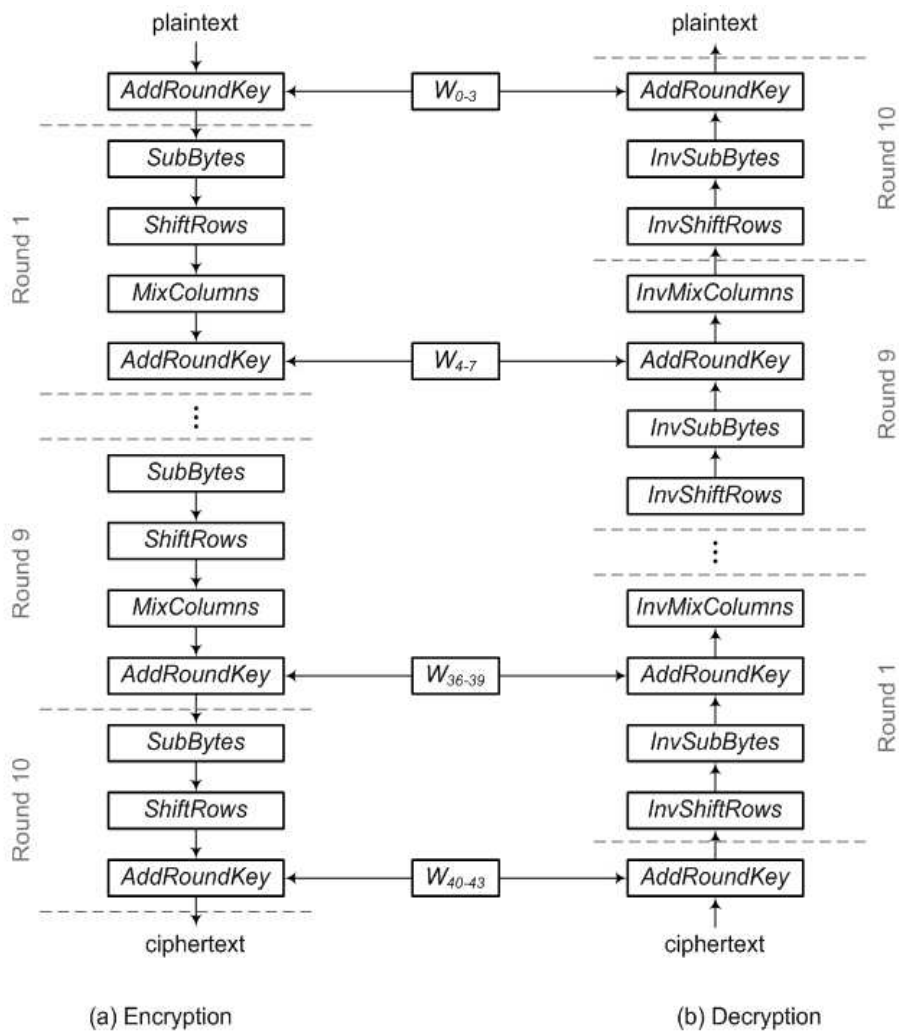 plaintext
AddRoundKey
SubBytes
ShiftRows
MixColumns
AddRoundKey
⋮
SubBytes
ShiftRows
MixColumns
AddRoundKey
SubBytes
ShiftRows
AddRoundKey
ciphertext
Round 1
Round 9
Round 10
(a) Encryption
W0-3
W4-7
W36-39
W40-43
plaintext
AddRoundKey
InvSubBytes
InvShiftRows
InvMixColumns
AddRoundKey
InvSubBytes
InvShiftRows
⋮
InvMixColumns
AddRoundKey
InvSubBytes
InvShiftRows
AddRoundKey
ciphertext
Round 10
Round 9
Round 1
(b) Decryption